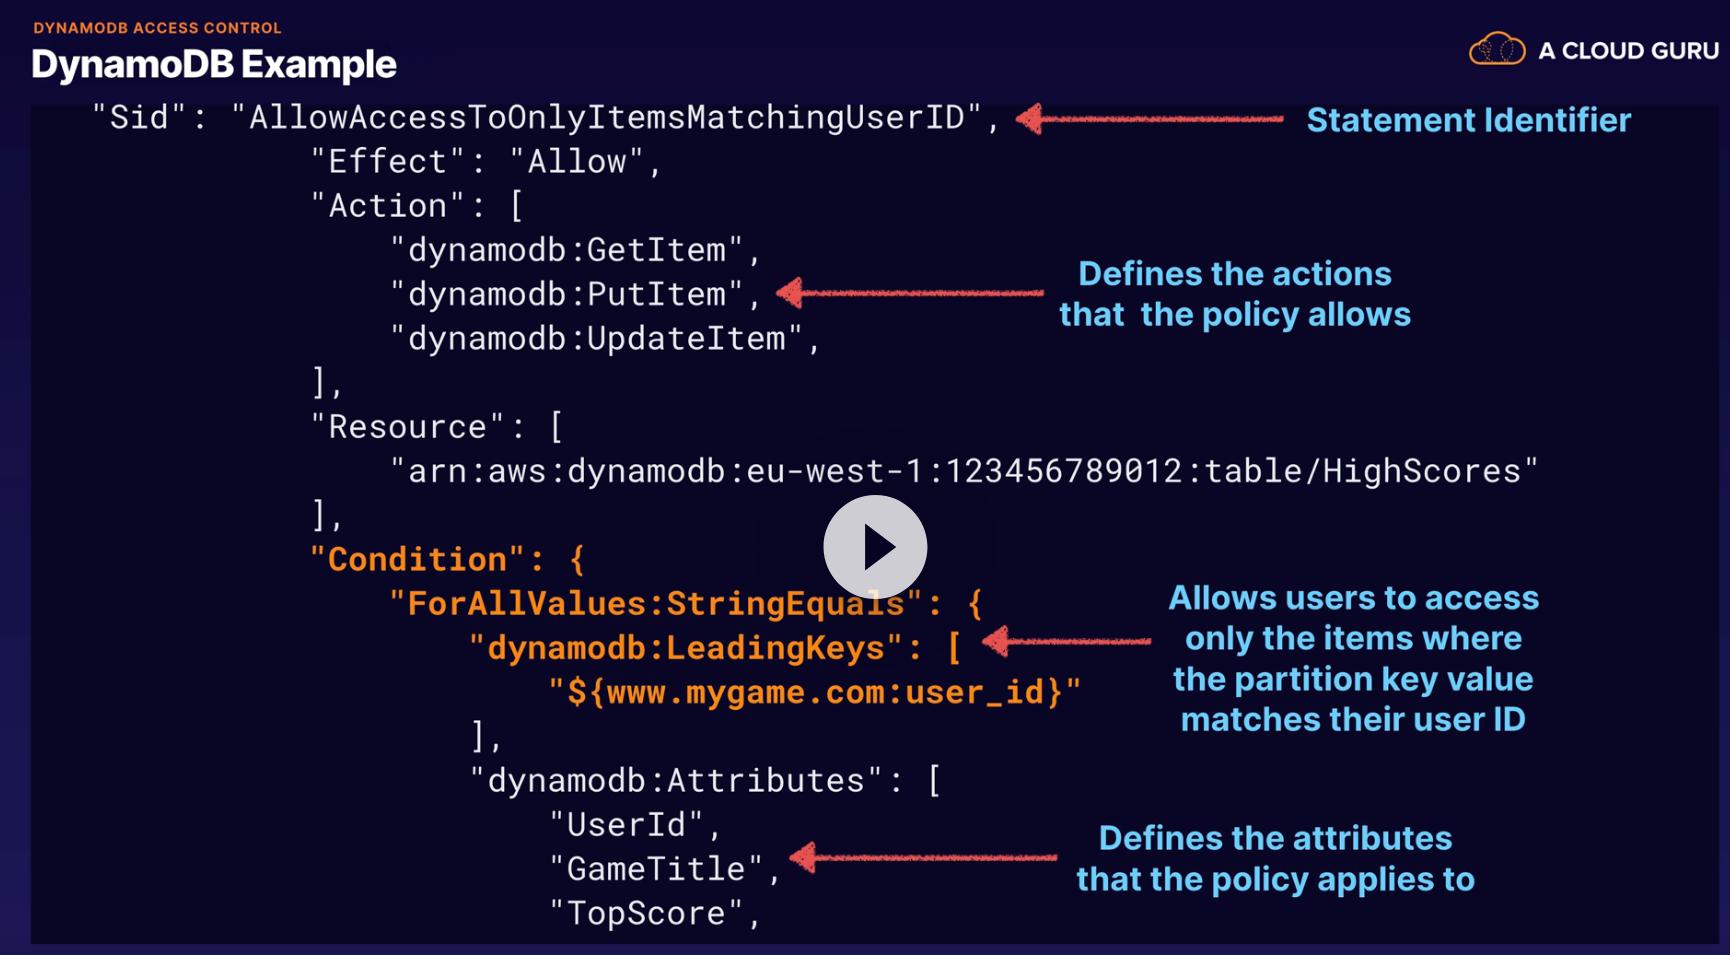 DYNAMODB ACCESS CONTROL
DynamoDB Example
A CLOUD GURU
"Sid": "AllowAccessToOnlyItemsMatchingUserID",
Statement Identifier
"Effect": "Allow",
"Action": [
"dynamodb:GetItem",
"dynamodb:PutItem",
"dynamodb:UpdateItem",
Defines the actions
that the policy allows
],
"Resource": [
"arn:aws:dynamodb:eu-west-1:123456789012:table/HighScores"
],
"Condition": {
"ForAllValues:StringEquals": {
"dynamodb:LeadingKeys": [
"${www.mygame.com:user_id}"
Allows users to access
only the items where
the partition key value
matches their user ID
],
"dynamodb:Attributes": [
"UserId",
"GameTitle",
"TopScore",
Defines the attributes
that the policy applies to